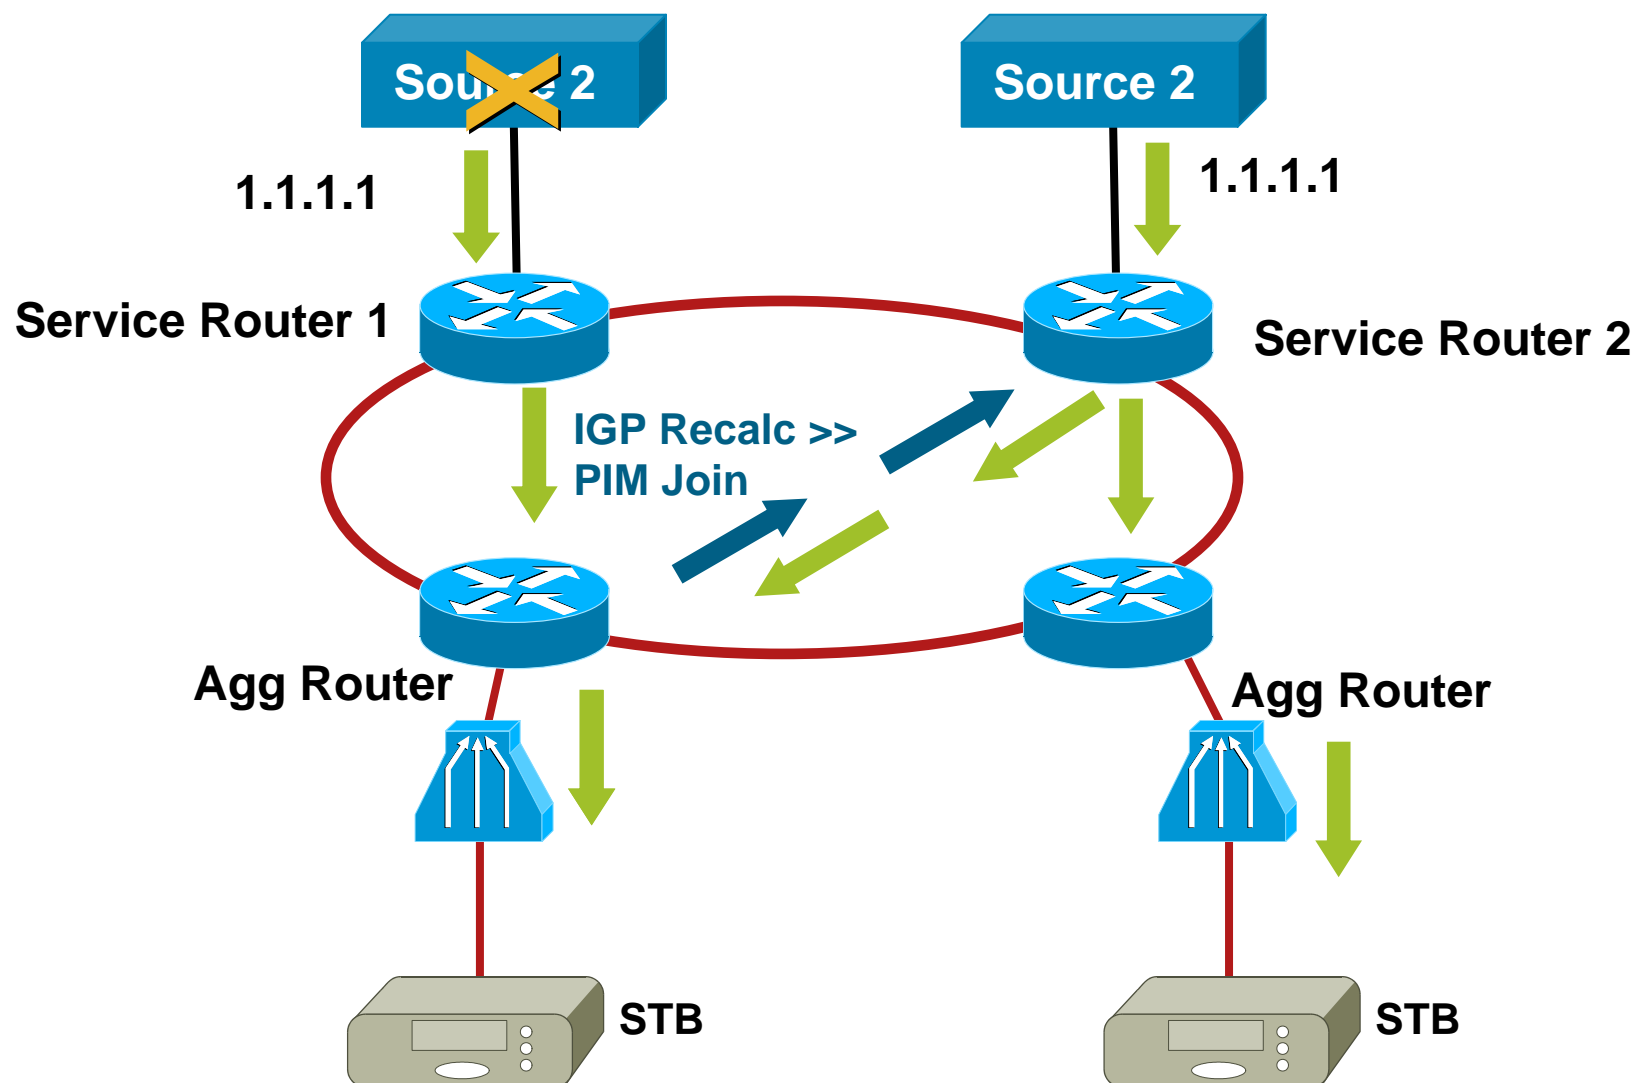 Source 2
Source 2
1.1.1.1
1.1.1.1
Service Router 1
Service Router 2
IGP Recalc >>
PIM Join
Agg Router
Agg Router
STB
STB